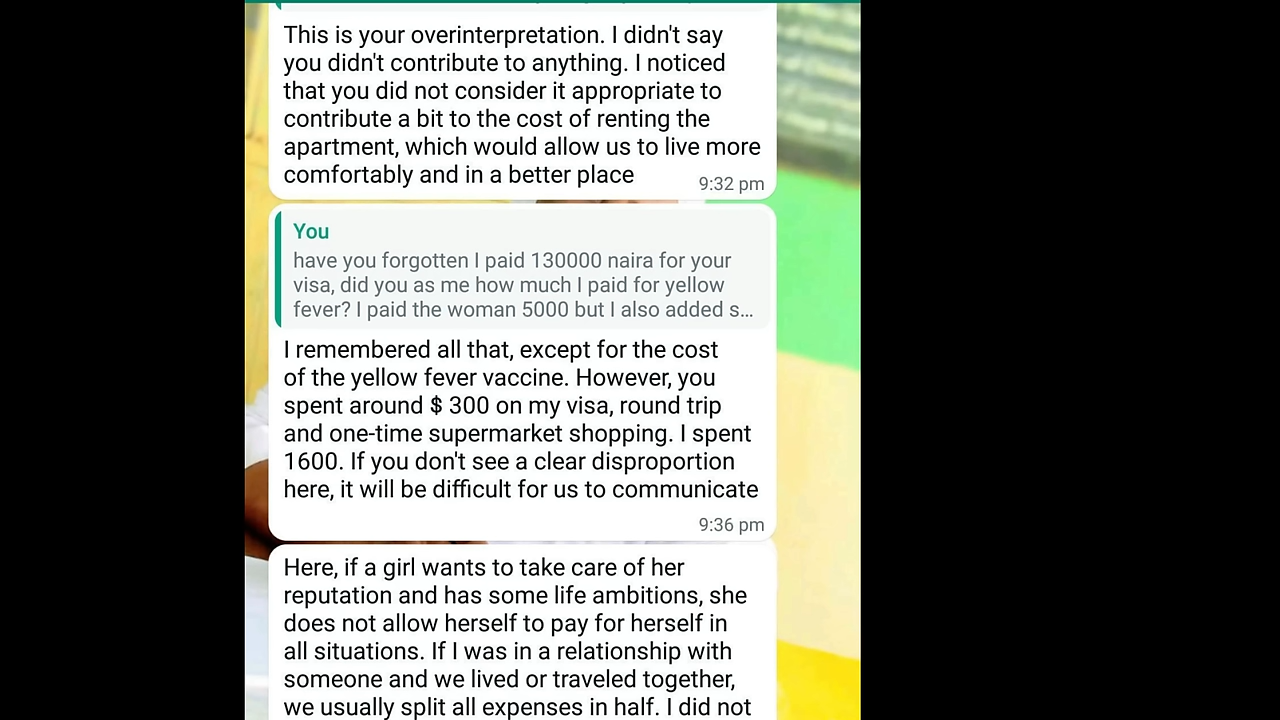 This is your overinterpretation. I didn't say
you didn't contribute to anything. I noticed
that you did not consider it appropriate to
contribute a bit to the cost of renting the
apartment, which would allow us to live more
comfortably and in a better place
9:32 pm
You
have you forgotten I paid 130000 naira for your
visa, did you as me how much I paid for yellow
fever? I paid the woman 5000 but I also added s...
I remembered all that, except for the cost
of the yellow fever vaccine. However, you
spent around $ 300 on my visa, round trip
and one-time supermarket shopping. I spent
1600. If you don't see a clear disproportion
here, it will be difficult for us to communicate
9:36 pm
Here, if a girl wants to take care of her
reputation and has some life ambitions, she
does not allow herself to pay for herself in
all situations. If I was in a relationship with
someone and we lived or traveled together,
we usually split all expenses in half. I did not